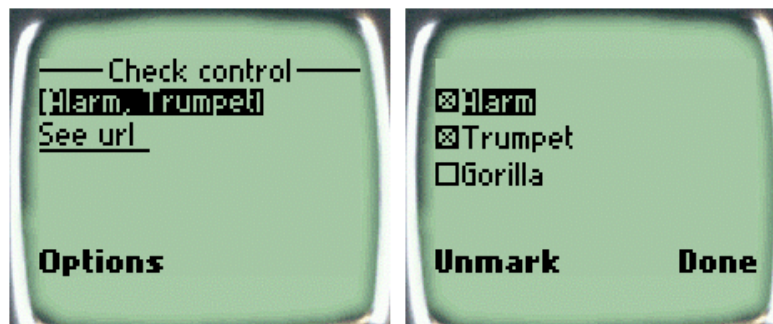 Check control
[Alarm, Trumpet]
See url
Options
Alarm
Trumpet
Gorilla
Unmark Done